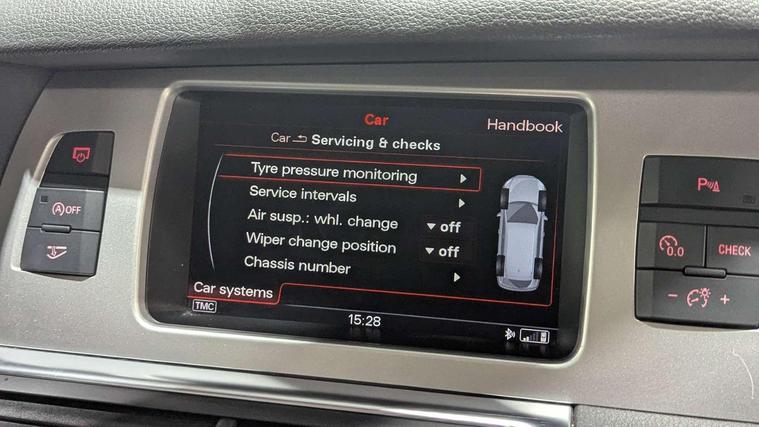 Car
Handbook
Car Servicing & checks
Tyre pressure monitoring
Service intervals
Air susp.: whl. change off
Wiper change position off
Chassis number
Car systems
TMC
15:28
A OFF
P
0.0 CHECK
- +